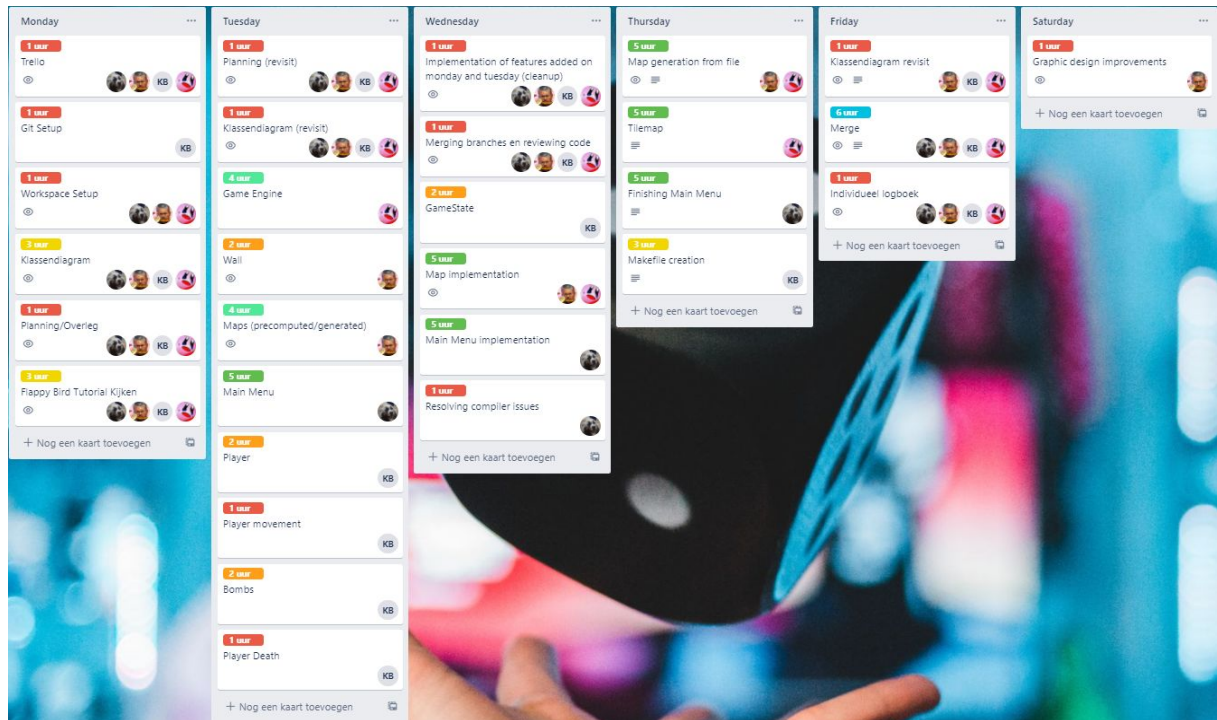 Monday
1 uur
Trello
KB
1 uur
Git Setup
KB
1 uur
Workspace Setup
3 uur
Klassendiagram
KB
1 uur
Planning/Overleg
KB
3 uur
Flappy Bird Tutorial Kijken
KB
+ Nog een kaart toevoegen
Tuesday
1 uur
Planning (revisit)
KB
1 uur
Klassendiagram (revisit)
KB
4 uur
Game Engine
2 uur
Wall
4 uur
Maps (precomputed/generated)
5 uur
Main Menu
2 uur
Player
KB
1 uur
Player movement
KB
2 uur
Bombs
KB
1 uur
Player Death
KB
+ Nog een kaart toevoegen
Wednesday
1 uur
Implementation of features added on
monday and tuesday (cleanup)
KB
1 uur
Merging branches en reviewing code
KB
2 uur
GameState
KB
5 uur
Map implementation
5 uur
Main Menu implementation
1 uur
Resolving compiler issues
+ Nog een kaart toevoegen
Thursday
5 uur
Map generation from file
5 uur
Tilemap
5 uur
Finishing Main Menu
3 uur
Makefile creation
KB
+ Nog een kaart toevoegen
Friday
1 uur
Klassendiagram revisit
KB
6 uur
Merge
KB
1 uur
Individueel logboek
KB
+ Nog een kaart toevoegen
Saturday
1 uur
Graphic design improvements
+ Nog een kaart toevoegen